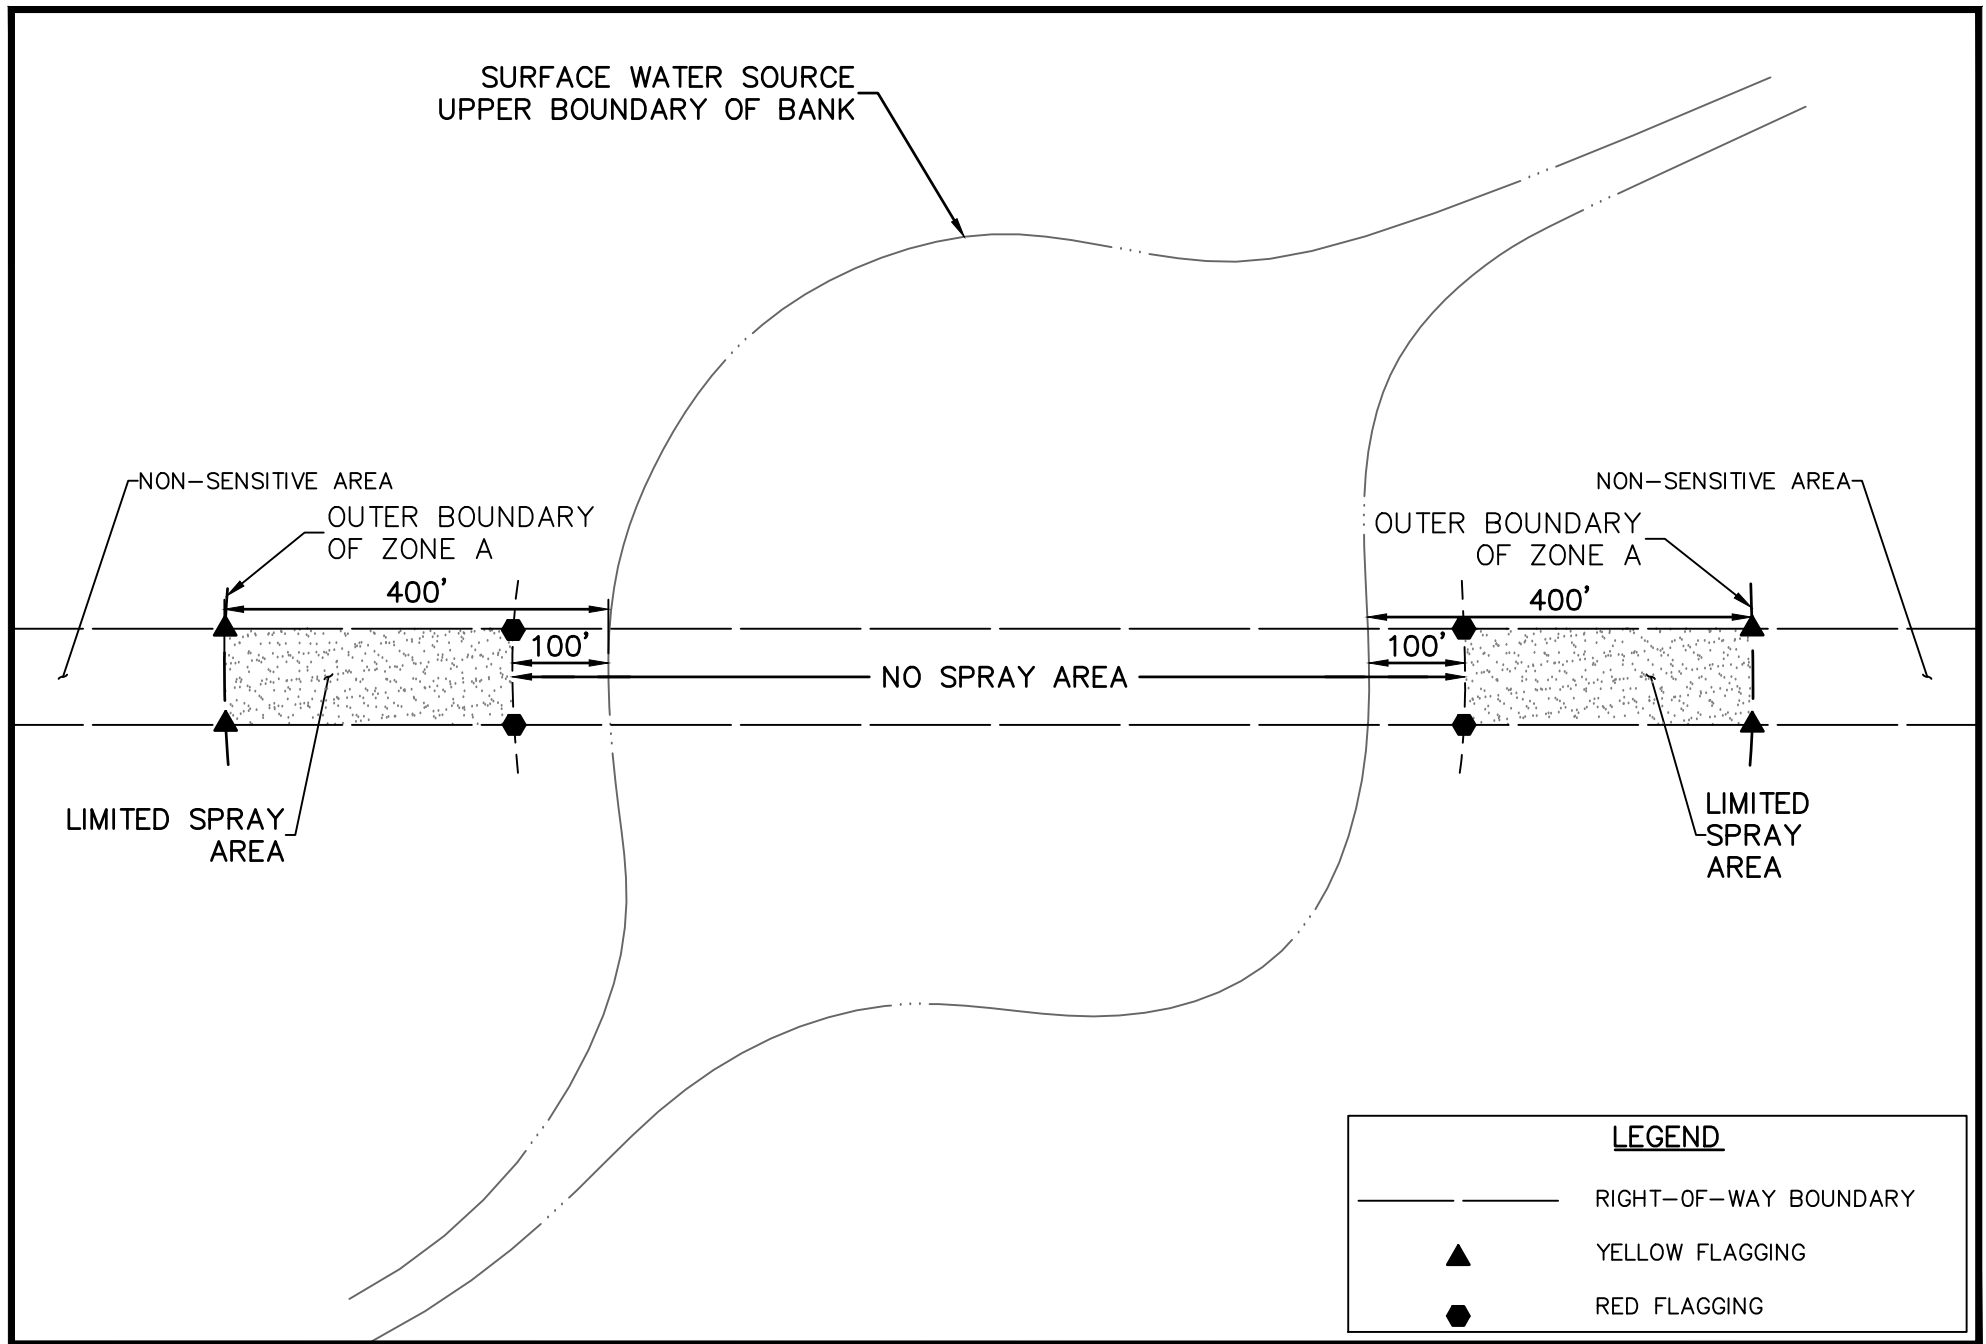 SURFACE WATER SOURCE
UPPER BOUNDARY OF BANK
NON-SENSITIVE AREA
OUTER BOUNDARY
OF ZONE A
400'
100'
NO SPRAY AREA
LIMITED SPRAY
AREA
NON-SENSITIVE AREA
OUTER BOUNDARY
OF ZONE A
400'
100'
LIMITED
SPRAY
AREA
LEGEND
RIGHT-OF-WAY BOUNDARY
YELLOW FLAGGING
RED FLAGGING